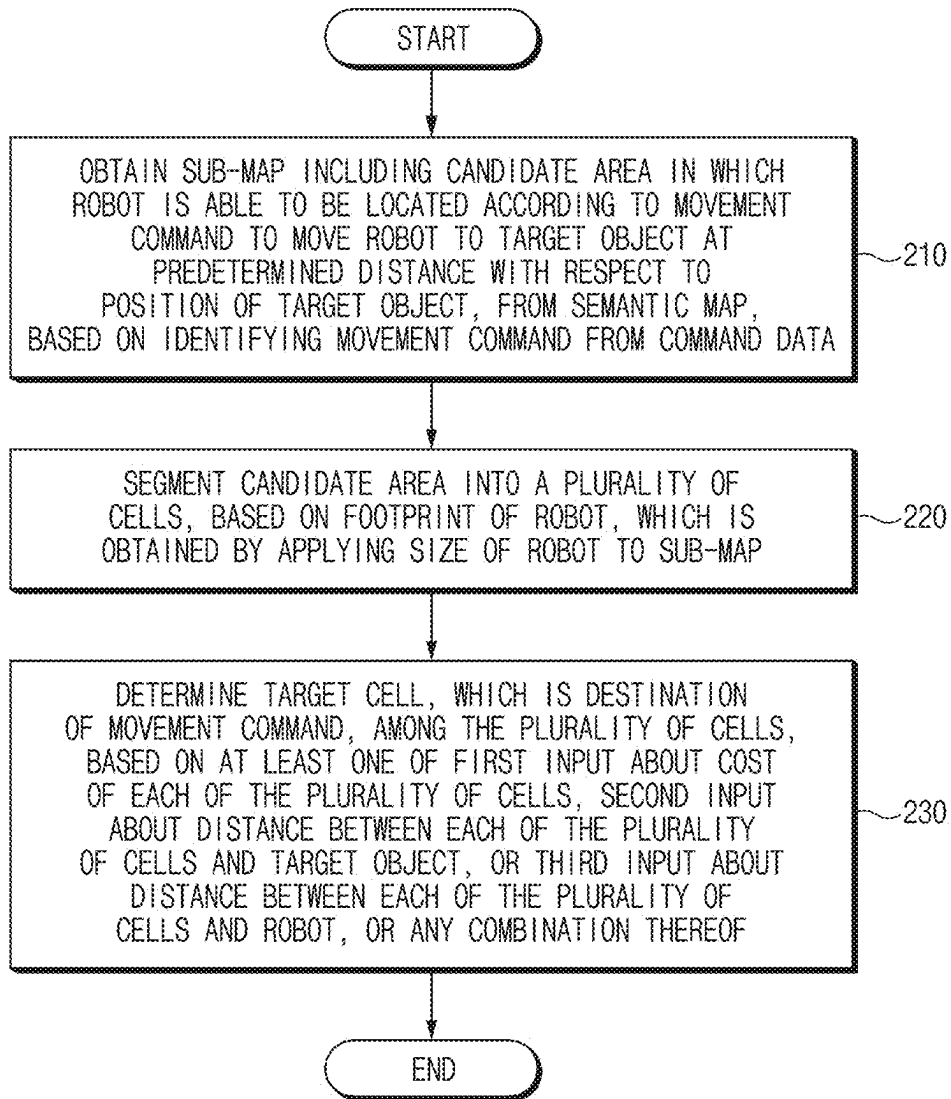 START
OBTAIN SUB-MAP INCLUDING CANDIDATE AREA IN WHICH
ROBOT IS ABLE TO BE LOCATED ACCORDING TO MOVEMENT
COMMAND TO MOVE ROBOT TO TARGET OBJECT AT
PREDETERMINED DISTANCE WITH RESPECT TO
POSITION OF TARGET OBJECT, FROM SEMANTIC MAP,
BASED ON IDENTIFYING MOVEMENT COMMAND FROM COMMAND DATA
210
SEGMENT CANDIDATE AREA INTO A PLURALITY OF
CELLS, BASED ON FOOTPRINT OF ROBOT, WHICH IS
OBTAINED BY APPLYING SIZE OF ROBOT TO SUB-MAP
220
DETERMINE TARGET CELL, WHICH IS DESTINATION
OF MOVEMENT COMMAND, AMONG THE PLURALITY OF CELLS,
BASED ON AT LEAST ONE OF FIRST INPUT ABOUT COST
OF EACH OF THE PLURALITY OF CELLS, SECOND INPUT
ABOUT DISTANCE BETWEEN EACH OF THE PLURALITY
OF CELLS AND TARGET OBJECT, OR THIRD INPUT ABOUT
DISTANCE BETWEEN EACH OF THE PLURALITY OF
CELLS AND ROBOT, OR ANY COMBINATION THEREOF
230
END